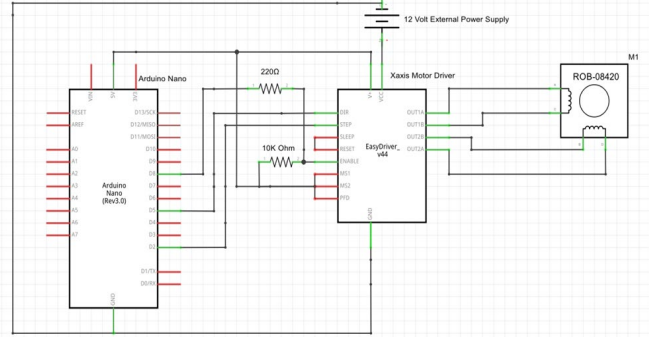 12 Volt External Power Supply
M1
Arduino Nano
220Ω
Xaxis Motor Driver
ROB-08420
VIN
5V
3V3
V+
VCC
RESET
AREF
A0
A1
A2
A3
A4
A5
A6
A7
D13/SCK
D12/MISO
D11/MOSI
D10
D9
D8
D7
D6
D5
D4
D3
D2
D1/TX
D0/RX
GND
Arduino
Nano
(Rev3.0)
10K Ohm
DIR
STEP
SLEEP
RESET
ENABLE
MS1
MS2
PFD
EasyDriver_
v44
OUT1A
OUT1B
OUT2B
OUT2A
GND